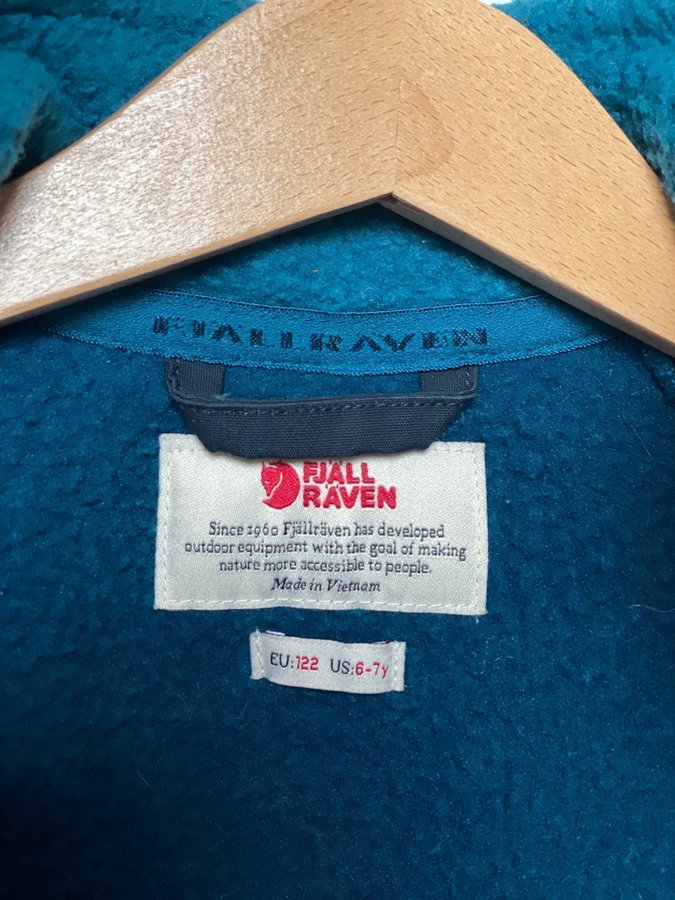 FJÄLLRÄVEN
FJÄLL
RÄVEN
Since 1960 Fjällräven has developed
outdoor equipment with the goal of making
nature more accessible to people.
Made in Vietnam
EU:122 US:6-7y